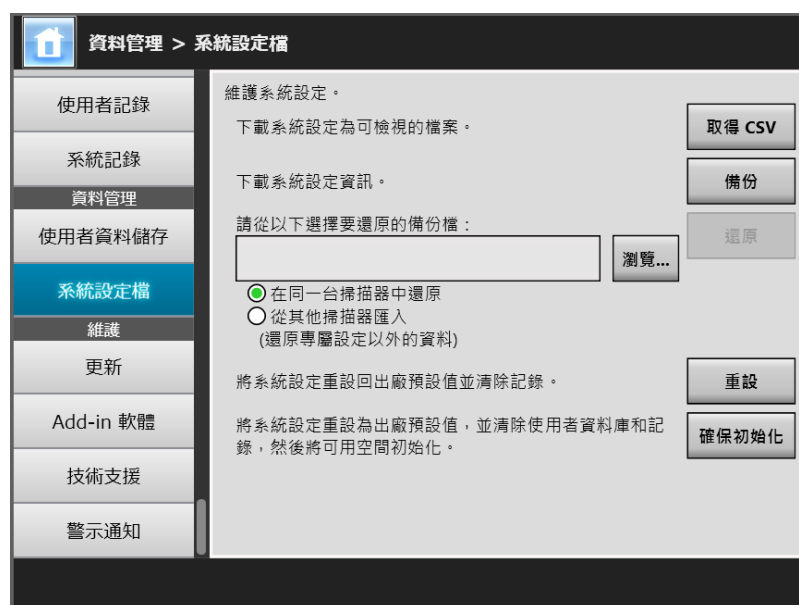 資料管理 > 系統設定檔
使用者記錄
系統記錄
資料管理
使用者資料儲存
系統設定檔
維護
更新
Add-in 軟體
技術支援
警示通知
維護系統設定。
下載系統設定為可檢視的檔案。
取得 CSV
下載系統設定資訊。
備份
請從以下選擇要還原的備份檔：
還原
瀏覽...
在同一台掃描器中還原
從其他掃描器匯入
(還原專屬設定以外的資料)
將系統設定重設回出廠預設值並清除記錄。
重設
將系統設定重設為出廠預設值，並清除使用者資料庫和記
錄，然後將可用空間初始化。
確保初始化